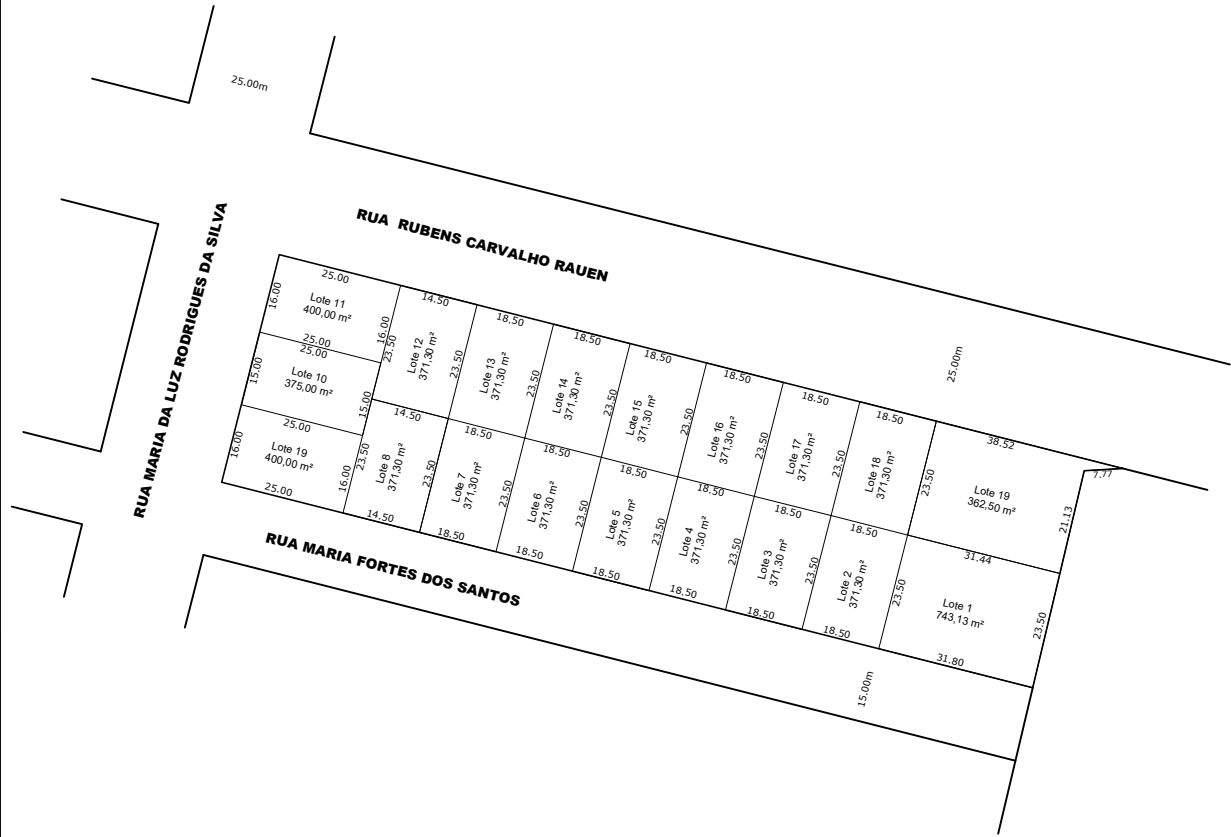 25.00m
RUA RUBENS CARVALHO RAUEN
RUA MARIA DA LUZ RODRIGUES DA SILVA
25.00
16.00
Lote 11
400,00 m²
16.00
25.00
25.00
15.00
Lote 10
375,00 m²
15.00
25.00
16.00
Lote 19
400,00 m²
16.00
25.00
14.50
23.50
Lote 12
371,30 m²
23.50
18.50
Lote 13
371,30 m²
23.50
18.50
Lote 14
371,30 m²
23.50
18.50
Lote 15
371,30 m²
23.50
18.50
Lote 16
371,30 m²
23.50
18.50
Lote 17
371,30 m²
23.50
18.50
Lote 18
371,30 m²
23.50
25.00m
38.52
7.77
Lote 19
362,50 m²
21.13
31.44
14.50
23.50
Lote 8
371,30 m²
23.50
14.50
18.50
Lote 7
371,30 m²
23.50
18.50
18.50
Lote 6
371,30 m²
23.50
18.50
18.50
Lote 5
371,30 m²
23.50
18.50
18.50
Lote 4
371,30 m²
23.50
18.50
18.50
Lote 3
371,30 m²
23.50
18.50
18.50
Lote 2
371,30 m²
23.50
18.50
Lote 1
743,13 m²
23.50
31.80
RUA MARIA FORTES DOS SANTOS
15.00m